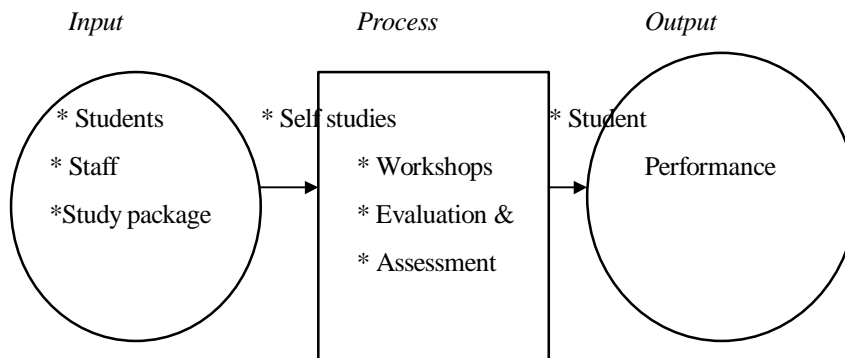 Input Process Output
* Students * Self studies * Student
* Staff * Workshops Performance
*Study package * Evaluation &
* Assessment